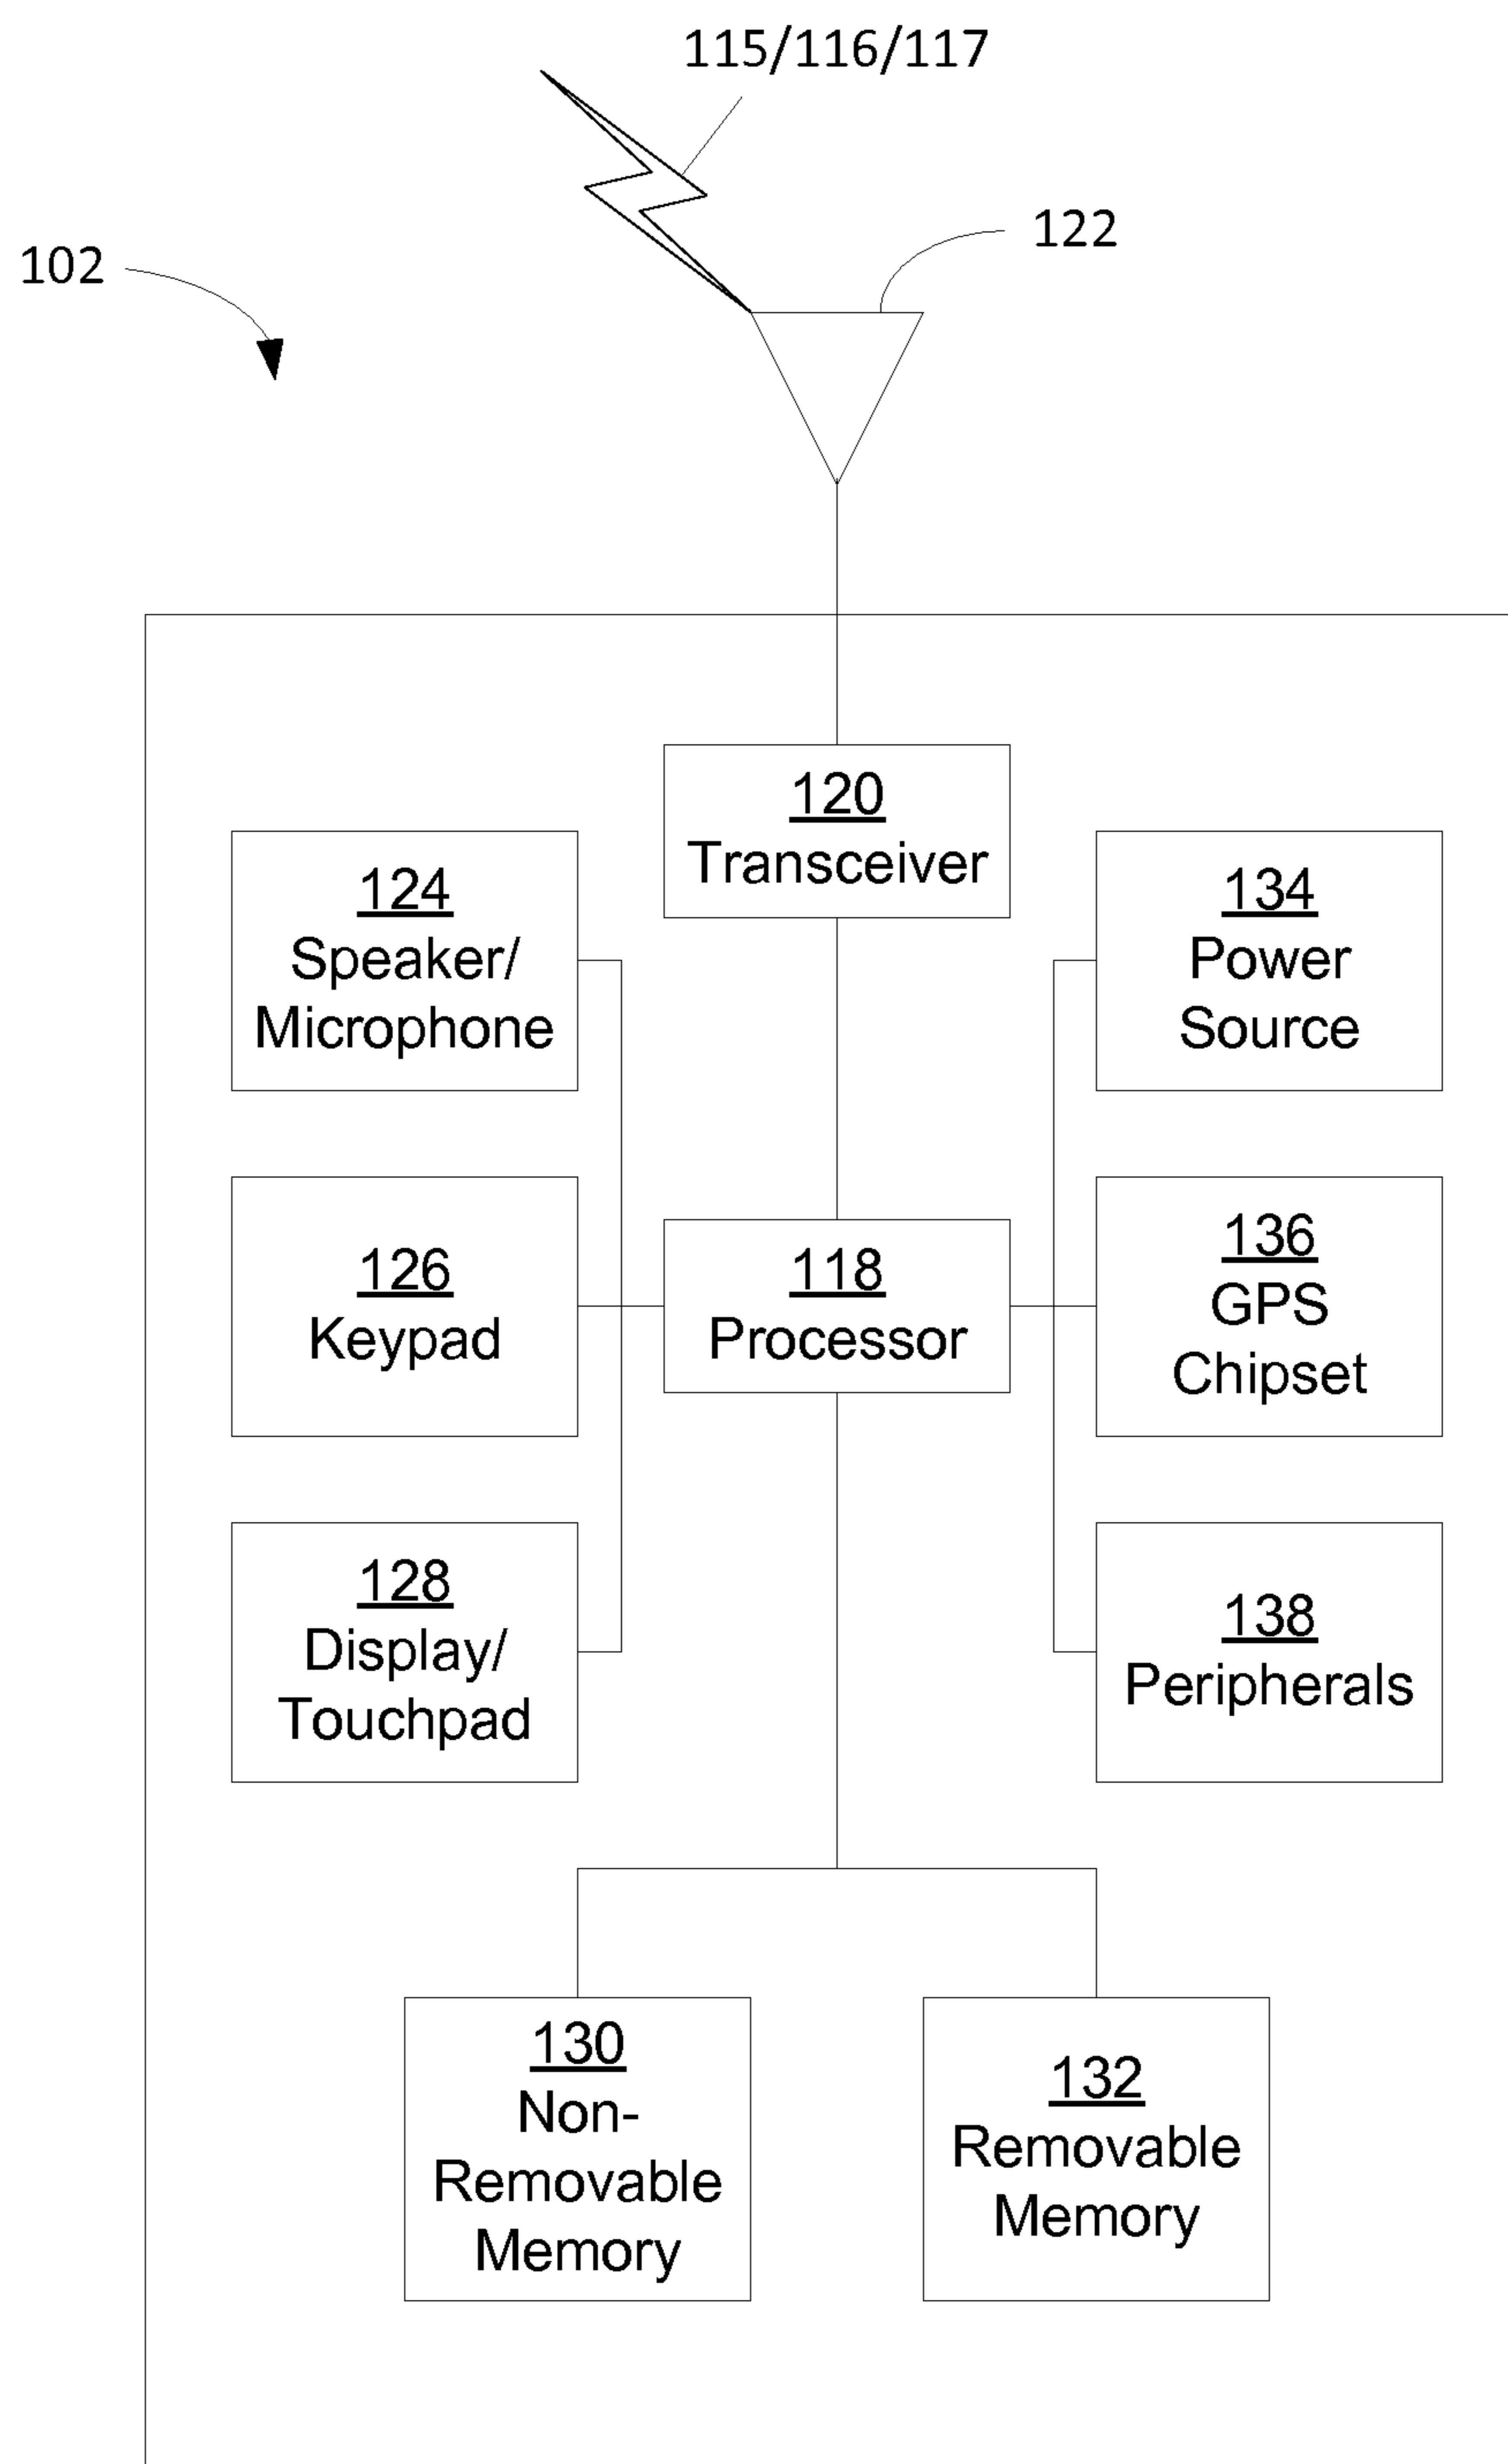 115/116/117
122
102
120
Transceiver
124
Speaker/
Microphone
134
Power
Source
126
Keypad
118
Processor
136
GPS
Chipset
128
Display/
Touchpad
138
Peripherals
130
Non-
Removable
Memory
132
Removable
Memory